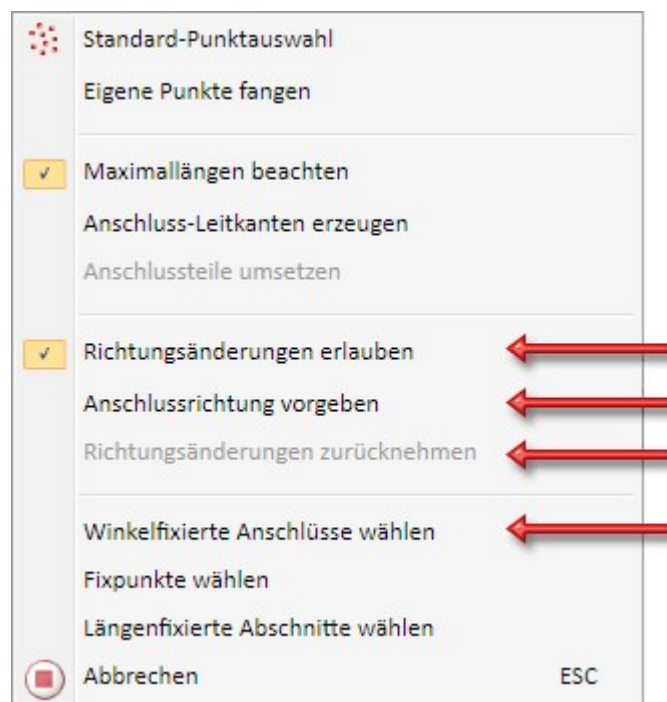 Standard-Punktauswahl
Eigene Punkte fangen
Maximallängen beachten
Anschluss-Leitkanten erzeugen
Anschlussteile umsetzen
Richtungsänderungen erlauben
Anschlussrichtung vorgeben
Richtungsänderungen zurücknehmen
Winkelfixierte Anschlüsse wählen
Fixpunkte wählen
Längenfixierte Abschnitte wählen
Abbrechen ESC